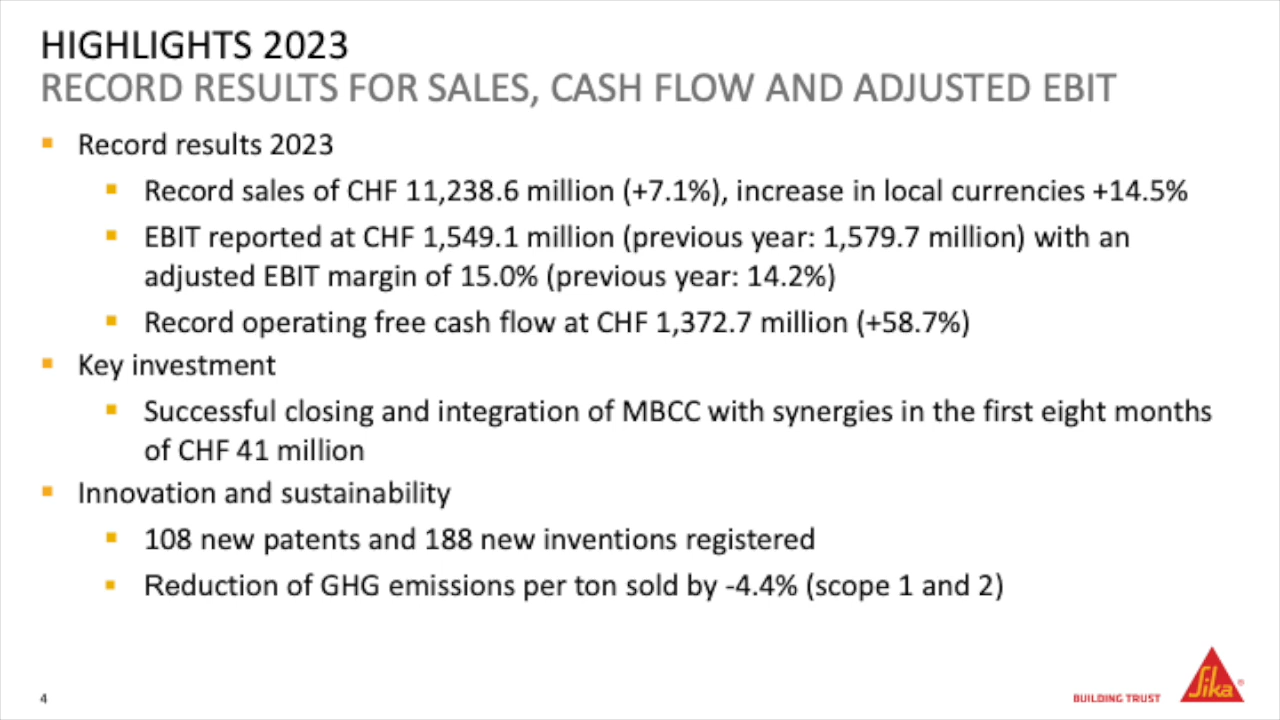 HIGHLIGHTS 2023
RECORD RESULTS FOR SALES, CASH FLOW AND ADJUSTED EBIT
Record results 2023
Record sales of CHF 11,238.6 million (+7.1%), increase in local currencies +14.5%
EBIT reported at CHF 1,549.1 million (previous year: 1,579.7 million) with an
adjusted EBIT margin of 15.0% (previous year: 14.2%)
Record operating free cash flow at CHF 1,372.7 million (+58.7%)
Key investment
Successful closing and integration of MBCC with synergies in the first eight months
of CHF 41 million
Innovation and sustainability
108 new patents and 188 new inventions registered
Reduction of GHG emissions per ton sold by -4.4% (scope 1 and 2)
4
BUILDING TRUST
Sika®